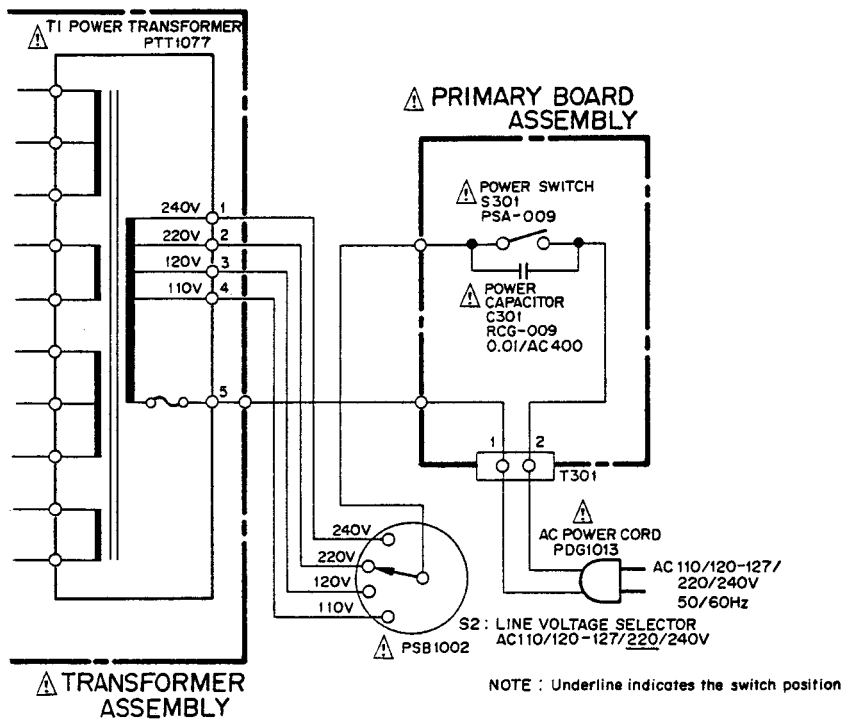 T1 POWER TRANSFORMER
PTT1077
PRIMARY BOARD
ASSEMBLY
POWER SWITCH
S301
PSA-009
240V 1
220V 2
120V 3
110V 4
POWER
CAPACITOR
C301
RCG-009
0.01/AC400
5
1 2
T301
AC POWER CORD
PDG1013
AC 110/120-127/
220/240V
50/60Hz
240V
220V
120V
110V
S2 : LINE VOLTAGE SELECTOR
AC110/120-127/220/240V
PSB1002
TRANSFORMER
ASSEMBLY
NOTE : Underline indicates the switch position